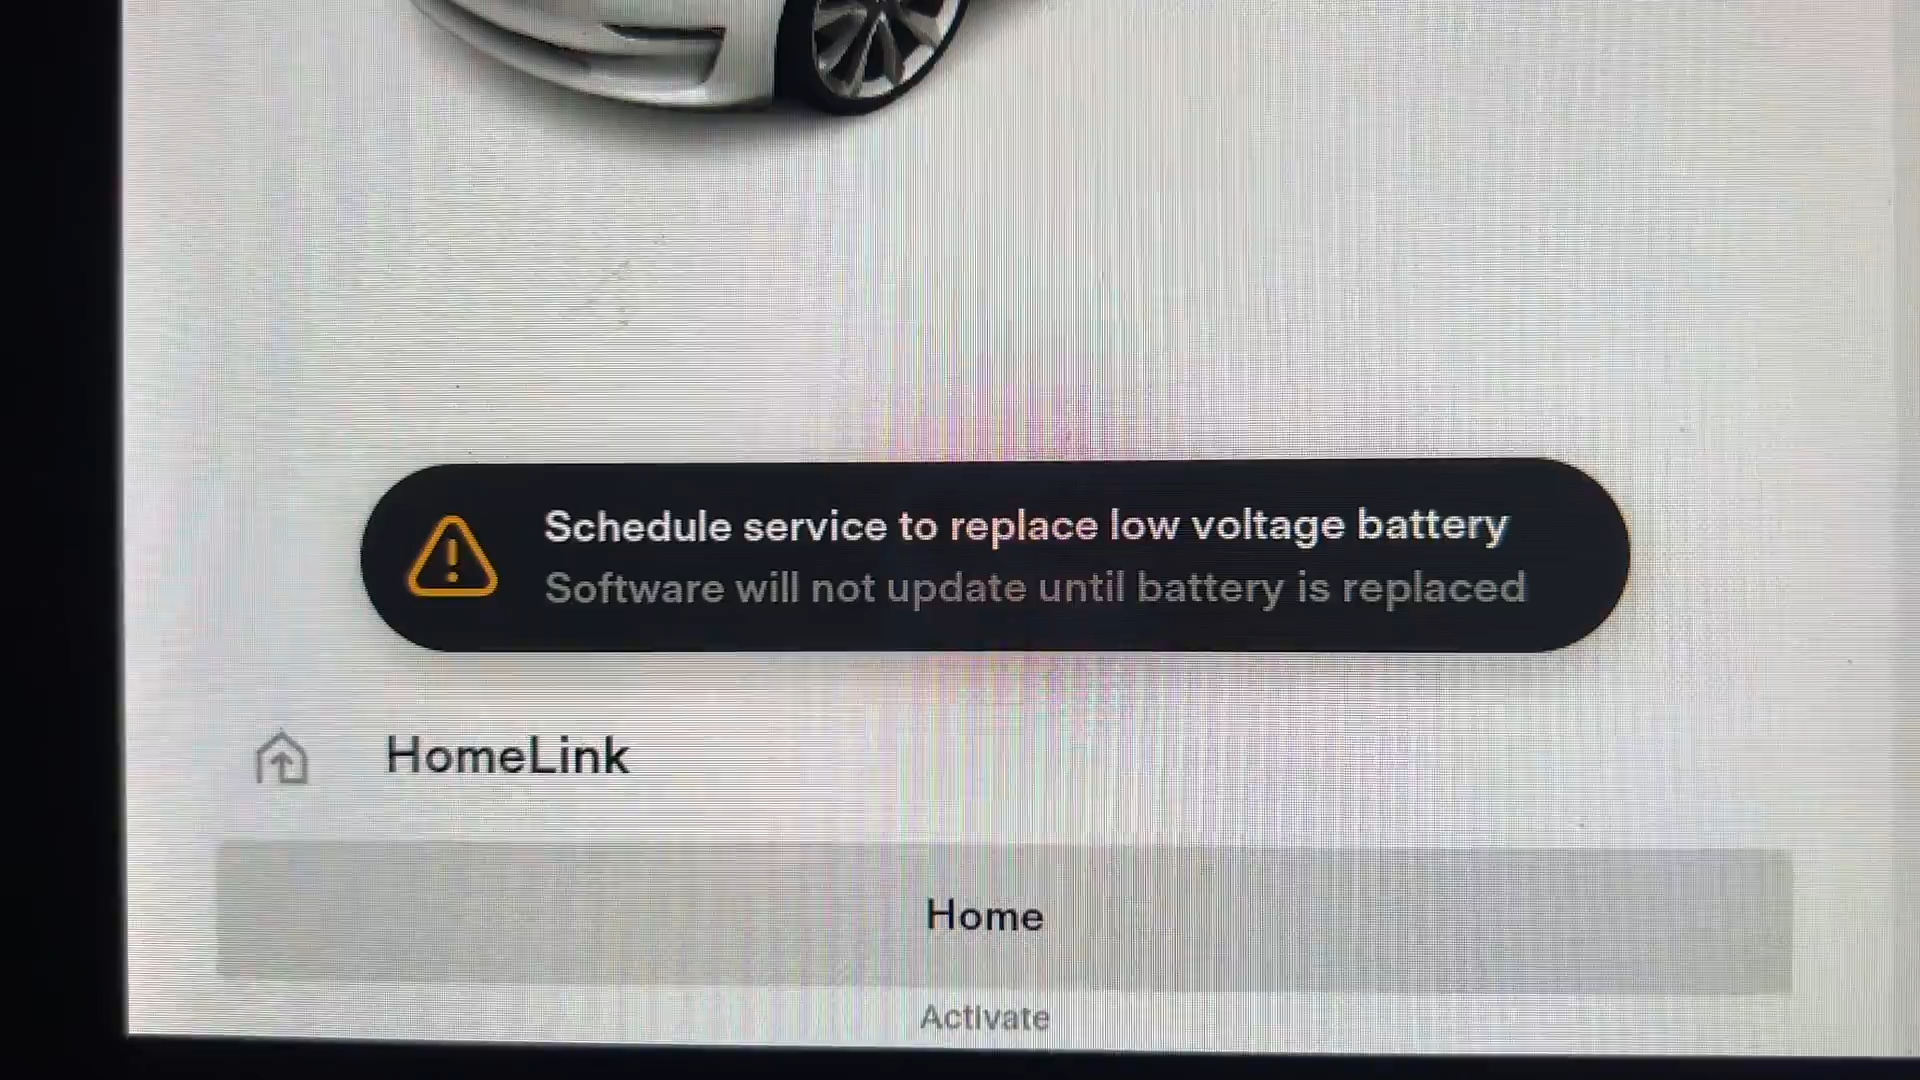 Schedule service to replace low voltage battery
Software will not update until battery is replaced
HomeLink
Home
Activate